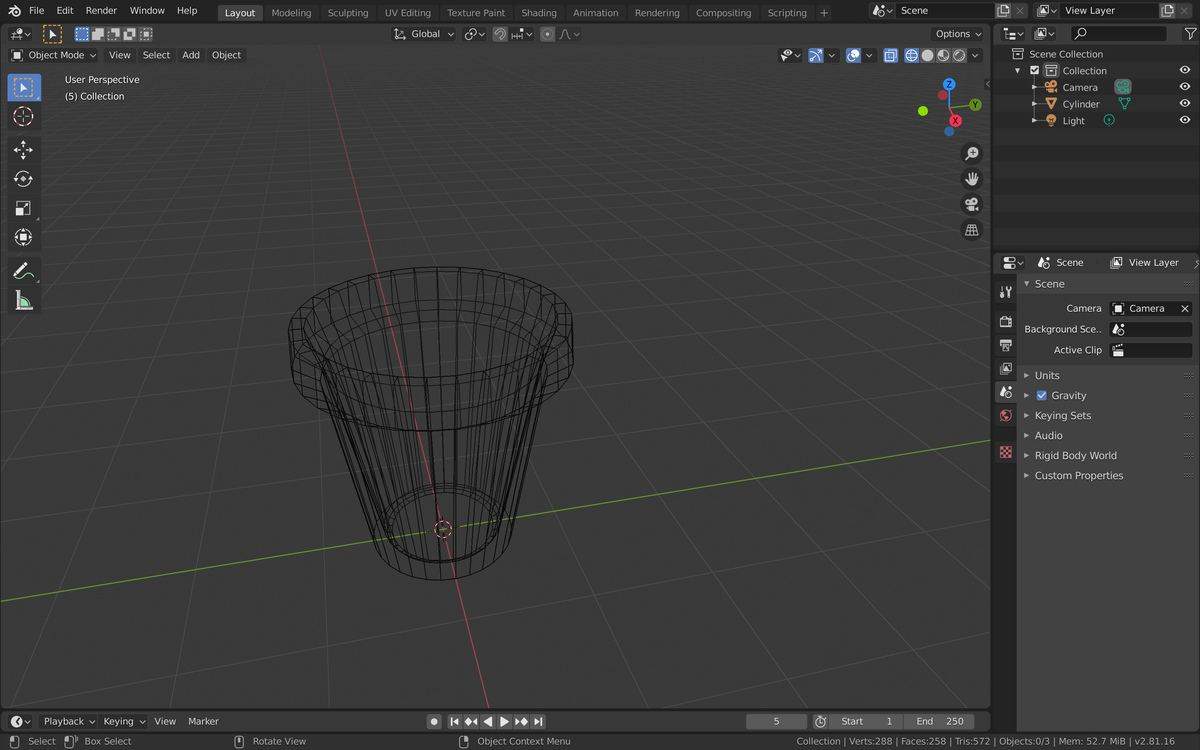 File Edit Render Window Help Layout Modeling Sculpting UV Editing Texture Paint Shading Animation Rendering Compositing Scripting + Scene View Layer
Global Options
Object Mode View Select Add Object
User Perspective
(5) Collection
Z
Y
X
Scene Collection
Collection
Camera
Cylinder
Light
Scene View Layer
Scene
Camera Camera
Background Sce..
Active Clip
Units
Gravity
Keying Sets
Audio
Rigid Body World
Custom Properties
Playback Keying View Marker 5 Start 1 End 250
Select Box Select Rotate View Object Context Menu Collection | Verts:288 | Faces:258 | Tris:572 | Objects:0/3 | Mem: 52.7 MiB | v2.81.16